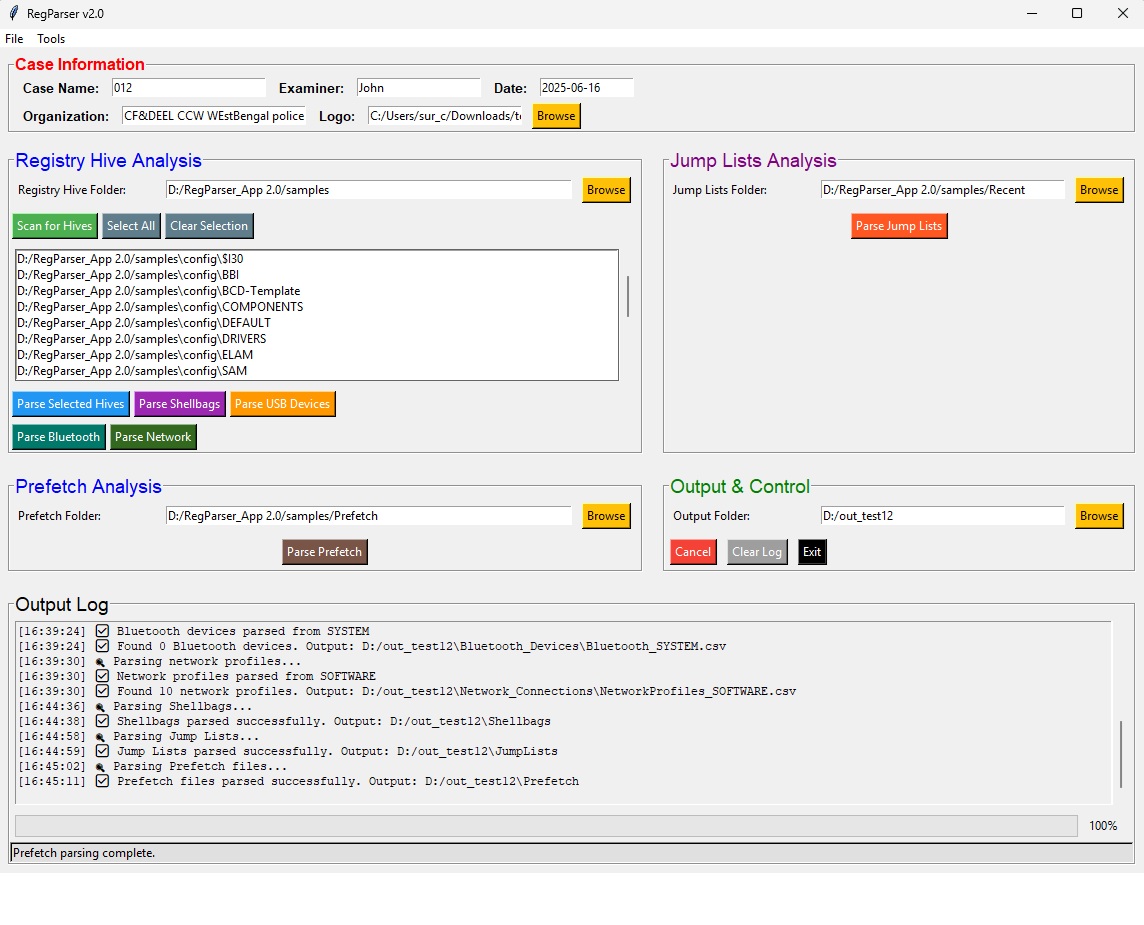 RegParser v2.0
File Tools
Case Information
Case Name: 012 Examiner: John Date: 2025-06-16
Organization: CF&DEEL CCW WEstBengal police Logo: C:/Users/sur_c/Downloads/t Browse
Registry Hive Analysis
Registry Hive Folder: D:/RegParser_App 2.0/samples Browse
Scan for Hives Select All Clear Selection
D:/RegParser_App 2.0/samples\config\$I30
D:/RegParser_App 2.0/samples\config\BBI
D:/RegParser_App 2.0/samples\config\BCD-Template
D:/RegParser_App 2.0/samples\config\COMPONENTS
D:/RegParser_App 2.0/samples\config\DEFAULT
D:/RegParser_App 2.0/samples\config\DRIVERS
D:/RegParser_App 2.0/samples\config\ELAM
D:/RegParser_App 2.0/samples\config\SAM
Parse Selected Hives Parse Shellbags Parse USB Devices
Parse Bluetooth Parse Network
Jump Lists Analysis
Jump Lists Folder: D:/RegParser_App 2.0/samples/Recent Browse
Parse Jump Lists
Prefetch Analysis
Prefetch Folder: D:/RegParser_App 2.0/samples/Prefetch Browse
Parse Prefetch
Output & Control
Output Folder: D:/out_test12 Browse
Cancel Clear Log Exit
Output Log
[16:39:24] Bluetooth devices parsed from SYSTEM
[16:39:24] Found 0 Bluetooth devices. Output: D:/out_test12\Bluetooth_Devices\Bluetooth_SYSTEM.csv
[16:39:30] Parsing network profiles...
[16:39:30] Network profiles parsed from SOFTWARE
[16:39:30] Found 10 network profiles. Output: D:/out_test12\Network_Connections\NetworkProfiles_SOFTWARE.csv
[16:44:36] Parsing Shellbags...
[16:44:38] Shellbags parsed successfully. Output: D:/out_test12\Shellbags
[16:44:58] Parsing Jump Lists...
[16:44:59] Jump Lists parsed successfully. Output: D:/out_test12\JumpLists
[16:45:02] Parsing Prefetch files...
[16:45:11] Prefetch files parsed successfully. Output: D:/out_test12\Prefetch
100%
Prefetch parsing complete.